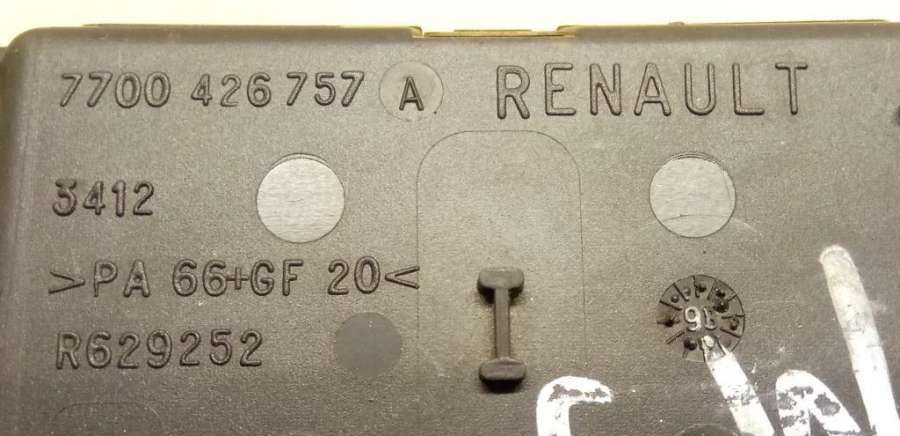 7700 426 757 A RENAULT
3412
>PA 66+GF 20<
R629252